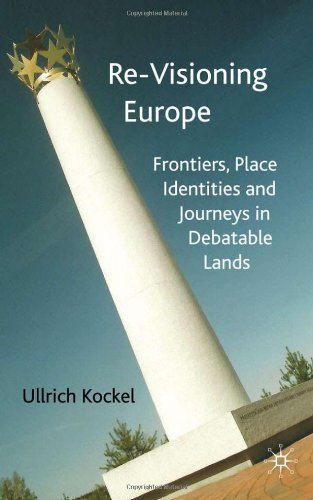 Re-Visioning
Europe
Frontiers, Place
Identities and
Journeys in
Debatable
Lands
Ullrich Kockel